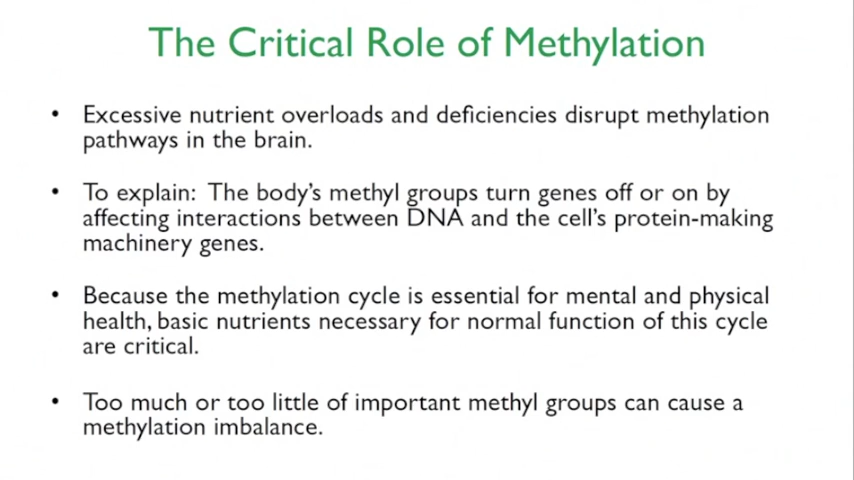 The Critical Role of Methylation
• Excessive nutrient overloads and deficiencies disrupt methylation
pathways in the brain.
• To explain: The body's methyl groups turn genes off or on by
affecting interactions between DNA and the cell's protein-making
machinery genes.
• Because the methylation cycle is essential for mental and physical
health, basic nutrients necessary for normal function of this cycle
are critical.
• Too much or too little of important methyl groups can cause a
methylation imbalance.